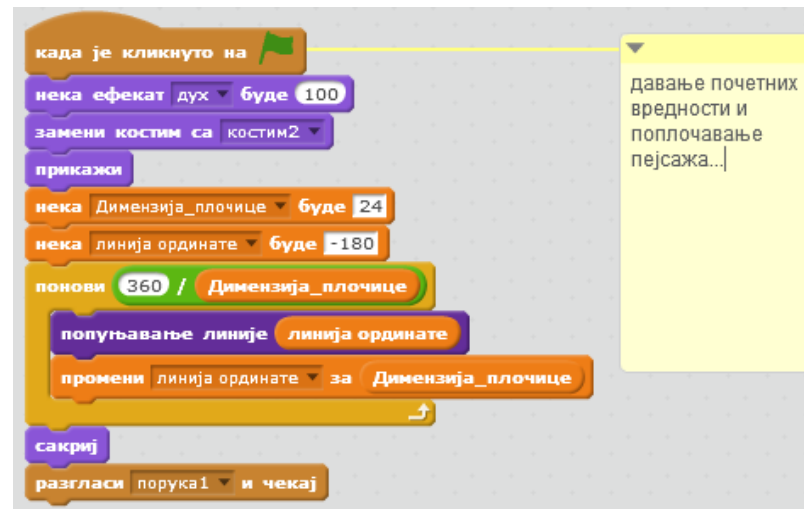 када је кликнуто на
нека ефекат дух буде 100
замени костим са костим2
прикажи
нека Димензија_плочице буде 24
нека линија ординате буде -180
понови 360 / Димензија_плочице
попуњавање линије линија ординате
промени линија ординате за Димензија_плочице
сакриј
разгласи порука1 и чекај
давање почетних
вредности и
поплочавање
пејсажа...